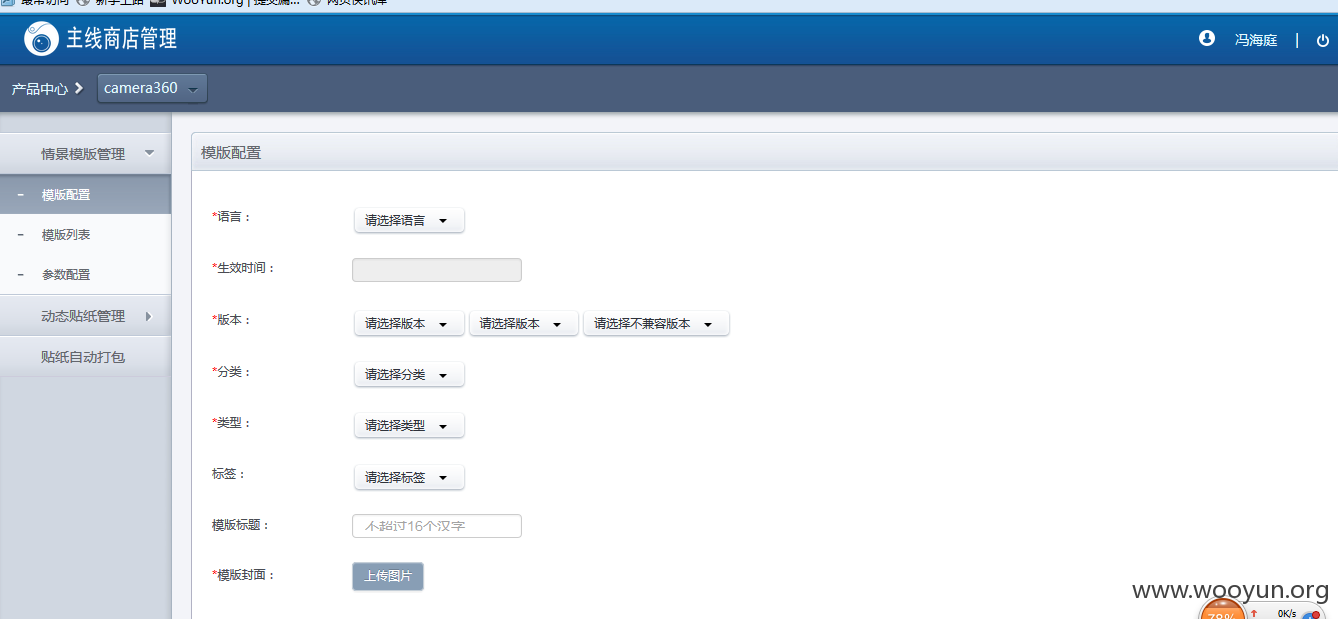 最常访问 新手上路 WooYun.org | 提交漏... 网页快讯库
主线商店管理
冯海庭 |
产品中心 camera360
情景模版管理
- 模版配置
- 模版列表
- 参数配置
动态贴纸管理
贴纸自动打包
模版配置
*语言： 请选择语言
*生效时间：
*版本： 请选择版本 请选择版本 请选择不兼容版本
*分类： 请选择分类
*类型： 请选择类型
标签： 请选择标签
模版标题： 不超过16个汉字
*模版封面： 上传图片
www.wooyun.org
78% 0K/s